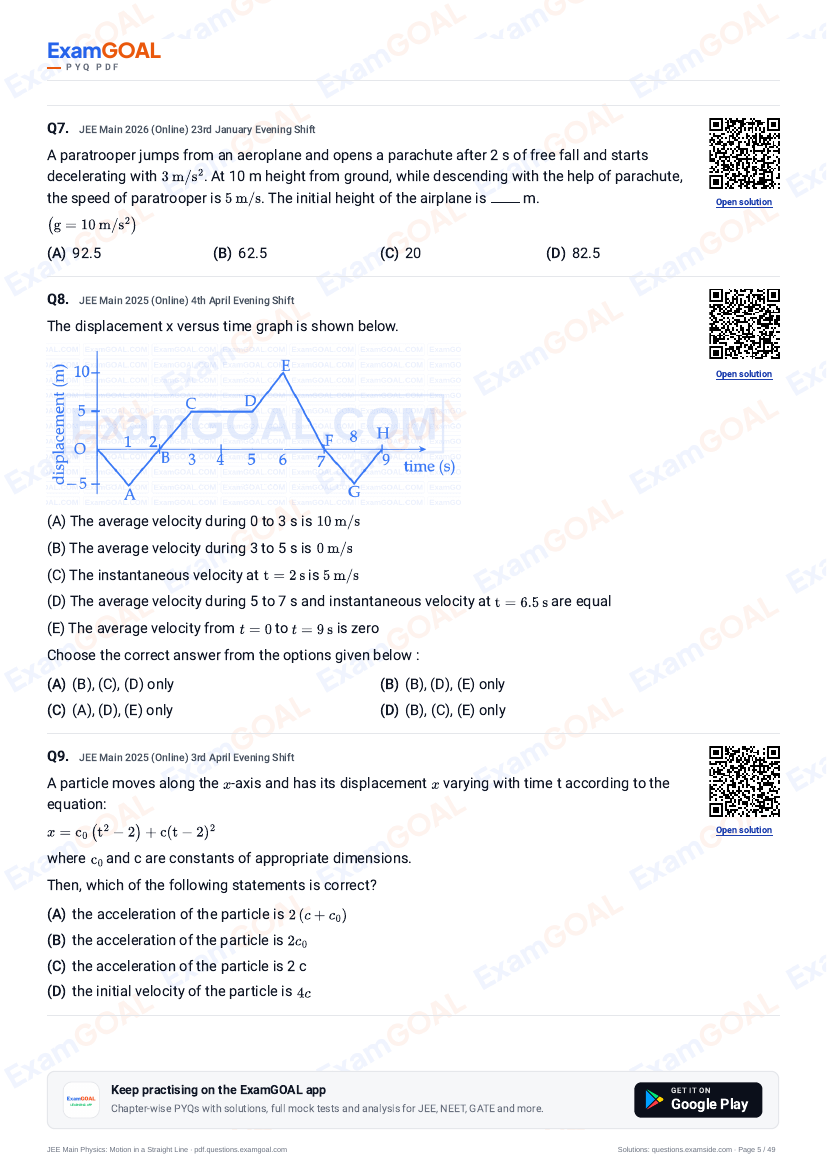 ExamGOAL
PYQ PDF
Q7. JEE Main 2026 (Online) 23rd January Evening Shift
A paratrooper jumps from an aeroplane and opens a parachute after 2 s of free fall and starts
decelerating with 3 m/s². At 10 m height from ground, while descending with the help of parachute,
the speed of paratrooper is 5 m/s. The initial height of the airplane is ____ m.
(g = 10 m/s²)
(A) 92.5 (B) 62.5 (C) 20 (D) 82.5
Open solution
Q8. JEE Main 2025 (Online) 4th April Evening Shift
The displacement x versus time graph is shown below.
Open solution
displacement (m)
10
5
O
−5
1 2 3 4 5 6 7 8 9
A B C D E F G H
time (s)
ExamGOAL.COM
(A) The average velocity during 0 to 3 s is 10 m/s
(B) The average velocity during 3 to 5 s is 0 m/s
(C) The instantaneous velocity at t = 2 s is 5 m/s
(D) The average velocity during 5 to 7 s and instantaneous velocity at t = 6.5 s are equal
(E) The average velocity from t = 0 to t = 9 s is zero
Choose the correct answer from the options given below :
(A) (B), (C), (D) only (B) (B), (D), (E) only
(C) (A), (D), (E) only (D) (B), (C), (E) only
Q9. JEE Main 2025 (Online) 3rd April Evening Shift
A particle moves along the x-axis and has its displacement x varying with time t according to the
equation:
x = c₀ (t² − 2) + c(t − 2)²
Open solution
where c₀ and c are constants of appropriate dimensions.
Then, which of the following statements is correct?
(A) the acceleration of the particle is 2 (c + c₀)
(B) the acceleration of the particle is 2c₀
(C) the acceleration of the particle is 2 c
(D) the initial velocity of the particle is 4c
Keep practising on the ExamGOAL app
Chapter-wise PYQs with solutions, full mock tests and analysis for JEE, NEET, GATE and more.
ExamGOAL
GET IT ON
Google Play
JEE Main Physics: Motion in a Straight Line · pdf.questions.examgoal.com
Solutions: questions.examside.com · Page 5 / 49